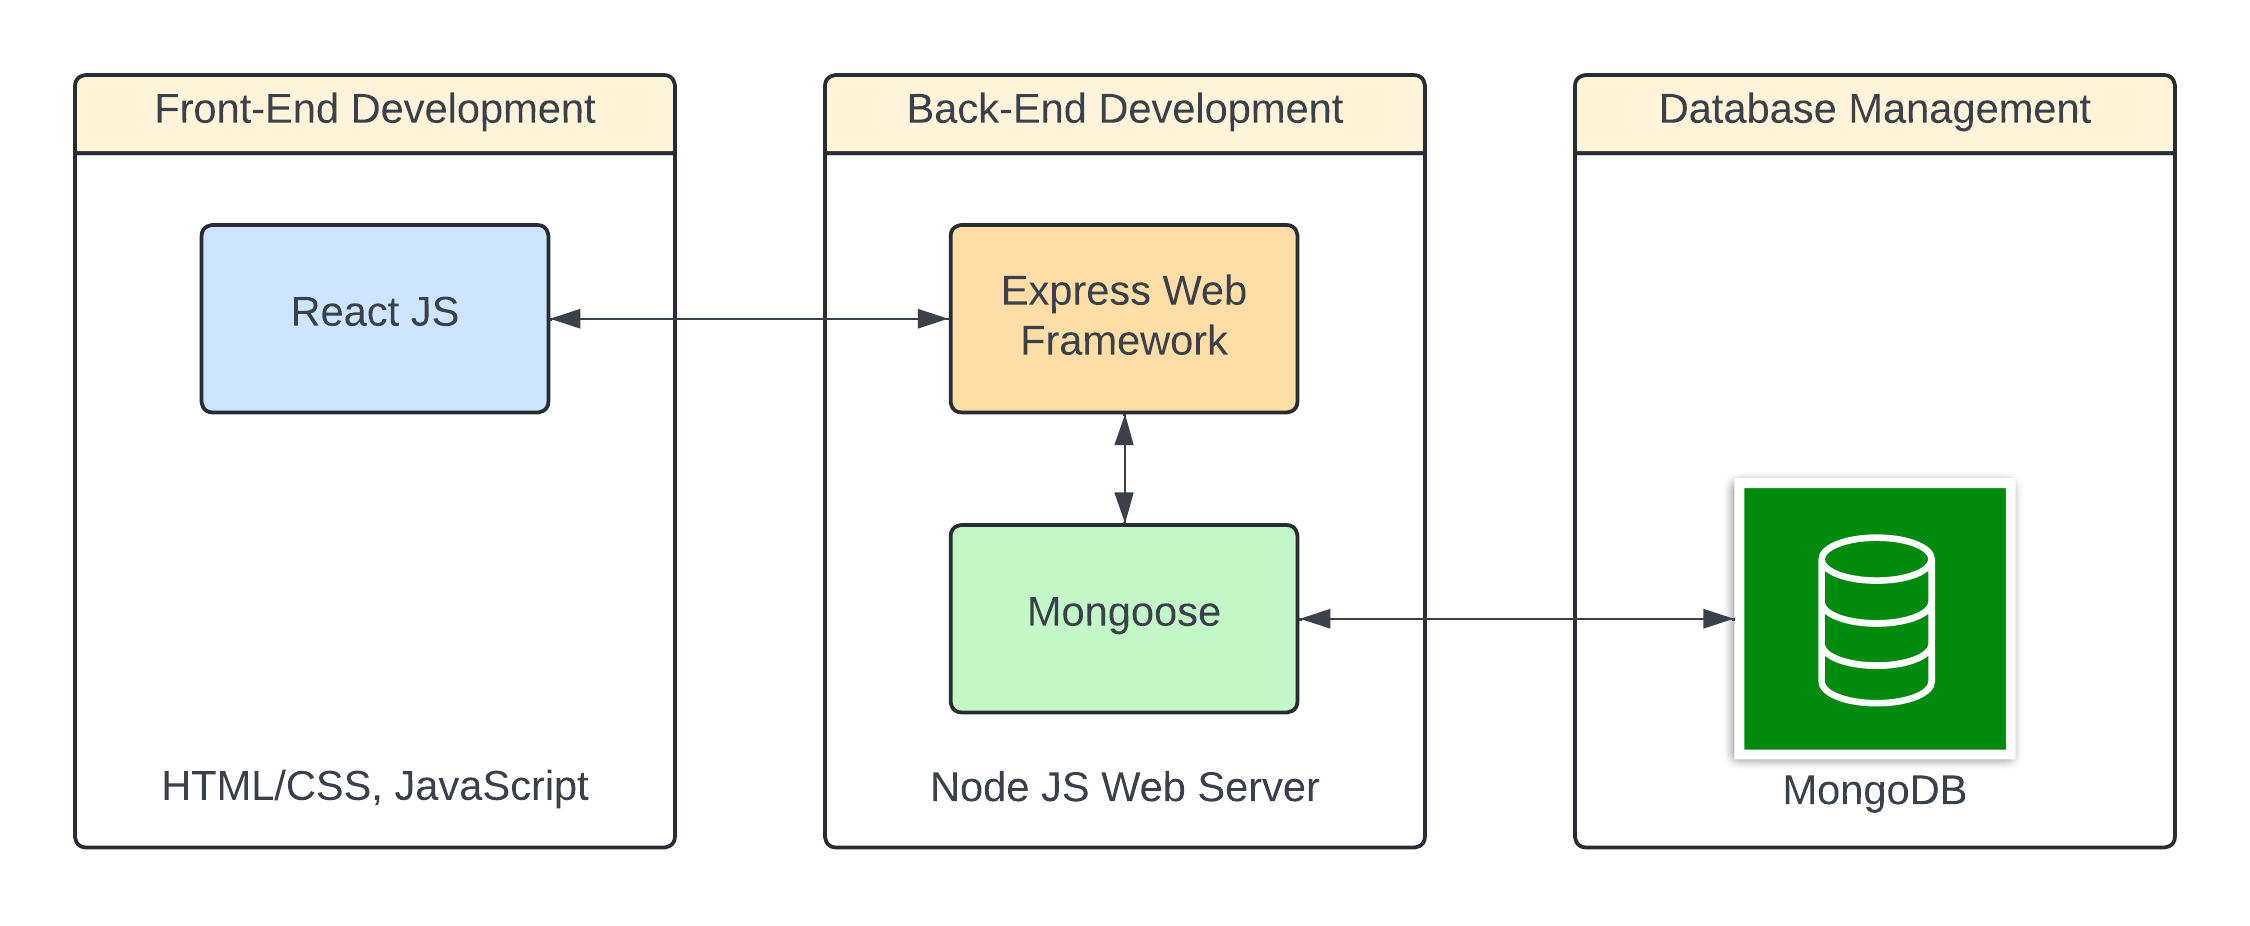 Front-End Development
React JS
HTML/CSS, JavaScript
Back-End Development
Express Web
Framework
Mongoose
Node JS Web Server
Database Management
MongoDB